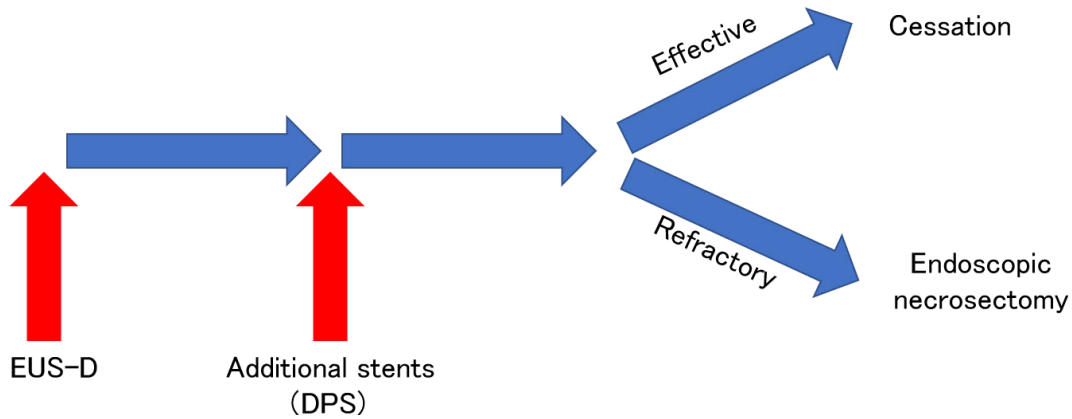 EUS-D
Additional stents
(DPS)
Effective
Cessation
Refractory
Endoscopic
necrosectomy